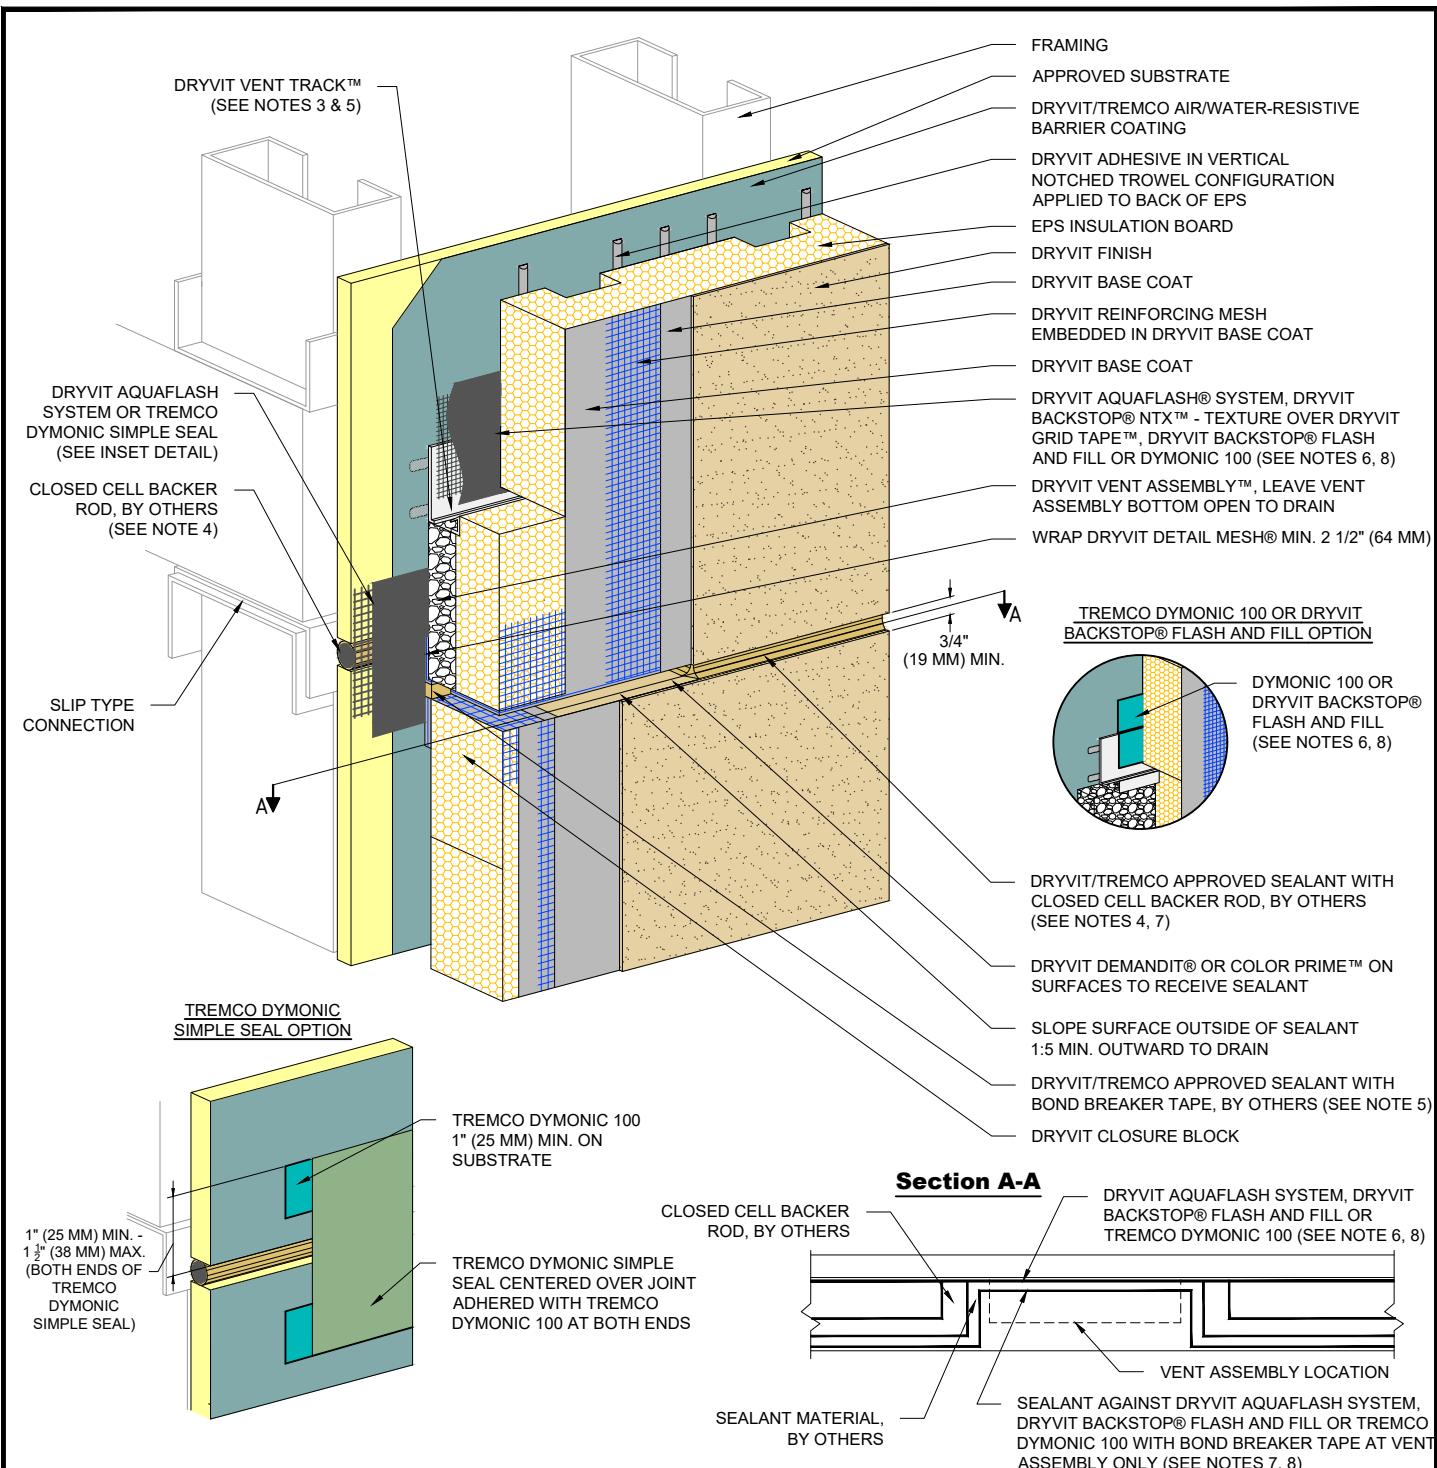 DRYVIT VENT TRACK™
(SEE NOTES 3 & 5)
DRYVIT AQUAFLASH
SYSTEM OR TREMCO
DYMONIC SIMPLE SEAL
(SEE INSET DETAIL)
CLOSED CELL BACKER
ROD, BY OTHERS
(SEE NOTE 4)
SLIP TYPE
CONNECTION
A
FRAMING
APPROVED SUBSTRATE
DRYVIT/TREMCO AIR/WATER-RESISTIVE
BARRIER COATING
DRYVIT ADHESIVE IN VERTICAL
NOTCHED TROWEL CONFIGURATION
APPLIED TO BACK OF EPS
EPS INSULATION BOARD
DRYVIT FINISH
DRYVIT BASE COAT
DRYVIT REINFORCING MESH
EMBEDDED IN DRYVIT BASE COAT
DRYVIT BASE COAT
DRYVIT AQUAFLASH® SYSTEM, DRYVIT
BACKSTOP® NTX™ - TEXTURE OVER DRYVIT
GRID TAPE™, DRYVIT BACKSTOP® FLASH
AND FILL OR DYMONIC 100 (SEE NOTES 6, 8)
DRYVIT VENT ASSEMBLY™, LEAVE VENT
ASSEMBLY BOTTOM OPEN TO DRAIN
WRAP DRYVIT DETAIL MESH® MIN. 2 1/2" (64 MM)
A
3/4"
(19 MM) MIN.
TREMCO DYMONIC 100 OR DRYVIT
BACKSTOP® FLASH AND FILL OPTION
DYMONIC 100 OR
DRYVIT BACKSTOP®
FLASH AND FILL
(SEE NOTES 6, 8)
DRYVIT/TREMCO APPROVED SEALANT WITH
CLOSED CELL BACKER ROD, BY OTHERS
(SEE NOTES 4, 7)
DRYVIT DEMANDIT® OR COLOR PRIME™ ON
SURFACES TO RECEIVE SEALANT
SLOPE SURFACE OUTSIDE OF SEALANT
1:5 MIN. OUTWARD TO DRAIN
DRYVIT/TREMCO APPROVED SEALANT WITH
BOND BREAKER TAPE, BY OTHERS (SEE NOTE 5)
DRYVIT CLOSURE BLOCK
TREMCO DYMONIC
SIMPLE SEAL OPTION
TREMCO DYMONIC 100
1" (25 MM) MIN. ON
SUBSTRATE
1" (25 MM) MIN. -
1 1/2" (38 MM) MAX.
(BOTH ENDS OF
TREMCO
DYMONIC
SIMPLE SEAL)
TREMCO DYMONIC SIMPLE
SEAL CENTERED OVER JOINT
ADHERED WITH TREMCO
DYMONIC 100 AT BOTH ENDS
Section A-A
CLOSED CELL BACKER
ROD, BY OTHERS
DRYVIT AQUAFLASH SYSTEM, DRYVIT
BACKSTOP® FLASH AND FILL OR
TREMCO DYMONIC 100 (SEE NOTE 6, 8)
VENT ASSEMBLY LOCATION
SEALANT MATERIAL,
BY OTHERS
SEALANT AGAINST DRYVIT AQUAFLASH SYSTEM,
DRYVIT BACKSTOP® FLASH AND FILL OR TREMCO
DYMONIC 100 WITH BOND BREAKER TAPE AT VENT
ASSEMBLY ONLY (SEE NOTES 7, 8)